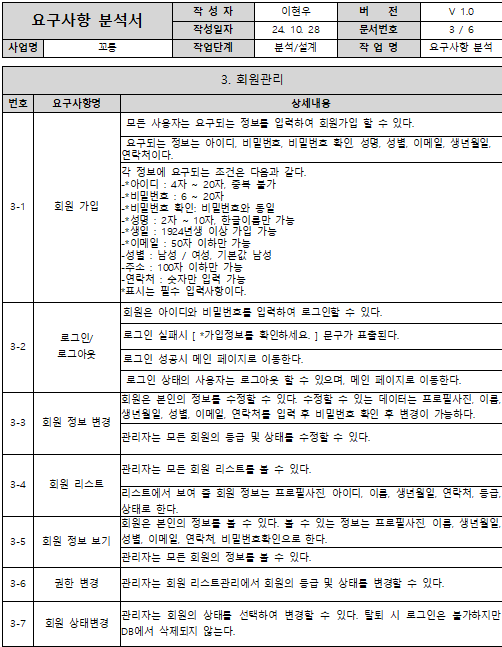 요구사항 분석서
작 성 자
이현우
버 전
V 1.0
작성일자
24. 10. 28
문서번호
3 / 6
사업명
꼬통
작업단계
분석/설계
작 업 명
요구사항 분석
3. 회원관리
번호
요구사항명
상세내용
3-1
회원 가입
모든 사용자는 요구되는 정보를 입력하여 회원가입 할 수 있다.
요구되는 정보는 아이디, 비밀번호, 비밀번호 확인, 성명, 성별, 이메일, 생년월일,
연락처이다.
각 정보에 요구되는 조건은 다음과 같다.
-*아이디 : 4자 ~ 20자, 중복 불가
-*비밀번호 : 6 ~ 20자
-*비밀번호 확인: 비밀번호와 동일
-*성명 : 2자 ~ 10자, 한글이름만 가능
-*생일 : 1924년생 이상 가입 가능
-*이메일 : 50자 이하만 가능
-성별 : 남성 / 여성, 기본값 남성
-주소 : 100자 이하만 가능
-연락처 : 숫자만 입력 가능
*표시는 필수 입력사항이다.
3-2
로그인/
로그아웃
회원은 아이디와 비밀번호를 입력하여 로그인할 수 있다.
로그인 실패시 [ *가입정보를 확인하세요. ] 문구가 표출된다.
로그인 성공시 메인 페이지로 이동한다.
로그인 상태의 사용자는 로그아웃 할 수 있으며, 메인 페이지로 이동한다.
3-3
회원 정보 변경
회원은 본인의 정보를 수정할 수 있다. 수정할 수 있는 데이터는 프로필사진, 이름,
생년월일, 성별, 이메일, 연락처를 입력 후 비밀번호 확인 후 변경이 가능하다.
관리자는 모든 회원의 등급 및 상태를 수정할 수 있다.
3-4
회원 리스트
관리자는 모든 회원 리스트를 볼 수 있다.
리스트에서 보여 줄 회원 정보는 프로필사진, 아이디, 이름, 생년월일, 연락처, 등급,
상태로 한다.
3-5
회원 정보 보기
회원은 본인의 정보를 볼 수 있다. 볼 수 있는 정보는 프로필사진, 이름, 생년월일,
성별, 이메일, 연락처, 비밀번호확인으로 한다.
관리자는 모든 회원의 정보를 볼 수 있다.
3-6
권한 변경
관리자는 회원 리스트관리에서 회원의 등급 및 상태를 변경할 수 있다.
3-7
회원 상태변경
관리자는 회원의 상태를 선택하여 변경할 수 있다. 탈퇴 시 로그인은 불가하지만
DB에서 삭제되지 않는다.